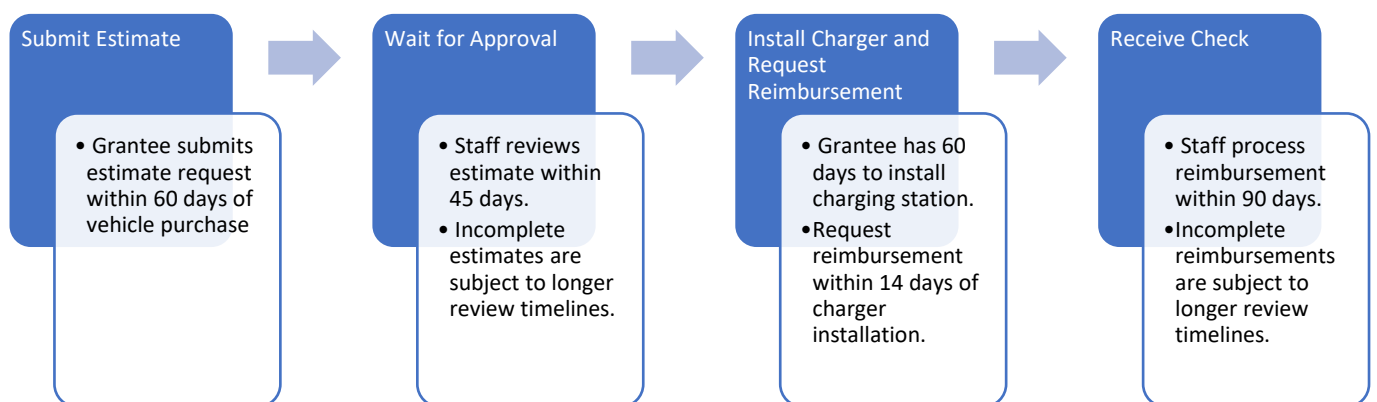 Submit Estimate
• Grantee submits
estimate request
within 60 days of
vehicle purchase
Wait for Approval
• Staff reviews
estimate within
45 days.
• Incomplete
estimates are
subject to longer
review timelines.
Install Charger and
Request
Reimbursement
• Grantee has 60
days to install
charging station.
•Request
reimbursement
within 14 days of
charger
installation.
Receive Check
• Staff process
reimbursement
within 90 days.
•Incomplete
reimbursements
are subject to
longer review
timelines.